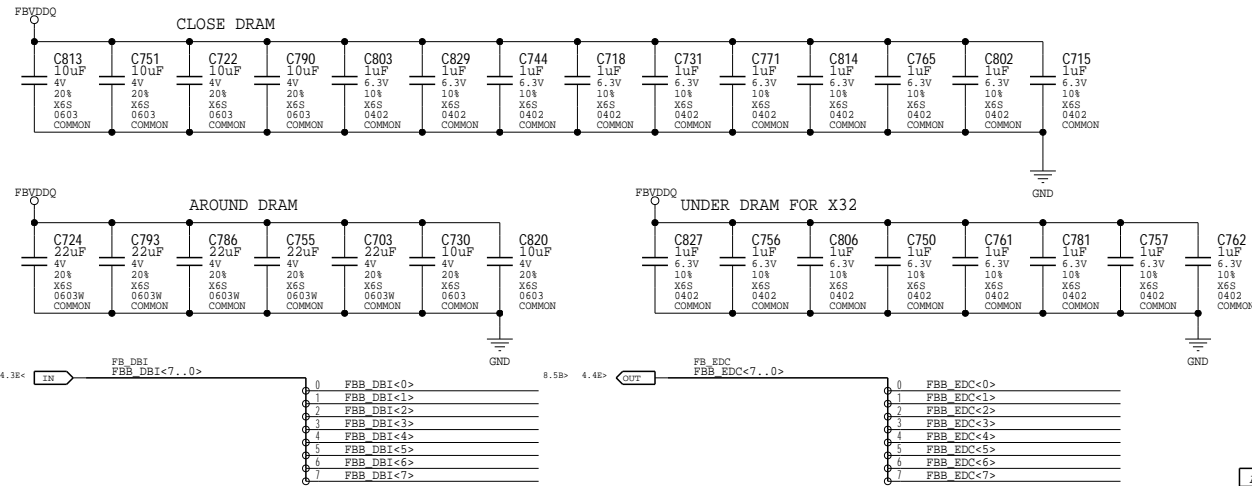 FBVDDQ
CLOSE DRAM
C813 C751 C722 C790 C803 C829 C744 C718 C731 C771 C814 C765 C802 C715
10uF 10uF 10uF 10uF 1uF 1uF 1uF 1uF 1uF 1uF 1uF 1uF 1uF 1uF
4V 4V 4V 4V 6.3V 6.3V 6.3V 6.3V 6.3V 6.3V 6.3V 6.3V 6.3V 6.3V
20% 20% 20% 20% 10% 10% 10% 10% 10% 10% 10% 10% 10% 10%
X6S X6S X6S X6S X6S X6S X6S X6S X6S X6S X6S X6S X6S X6S
0603 0603 0603 0603 0402 0402 0402 0402 0402 0402 0402 0402 0402 0402
COMMON COMMON COMMON COMMON COMMON COMMON COMMON COMMON COMMON COMMON COMMON COMMON COMMON COMMON
GND
FBVDDQ
AROUND DRAM
C724 C793 C786 C755 C703 C730 C820
22uF 22uF 22uF 22uF 22uF 10uF 10uF
4V 4V 4V 4V 4V 4V 4V
20% 20% 20% 20% 20% 20% 20%
X6S X6S X6S X6S X6S X6S X6S
0603W 0603W 0603W 0603W 0603W 0603 0603
COMMON COMMON COMMON COMMON COMMON COMMON COMMON
GND
FBVDDQ
UNDER DRAM FOR X32
C827 C756 C806 C750 C761 C781 C757 C762
1uF 1uF 1uF 1uF 1uF 1uF 1uF 1uF
6.3V 6.3V 6.3V 6.3V 6.3V 6.3V 6.3V 6.3V
10% 10% 10% 10% 10% 10% 10% 10%
X6S X6S X6S X6S X6S X6S X6S X6S
0402 0402 0402 0402 0402 0402 0402 0402
COMMON COMMON COMMON COMMON COMMON COMMON COMMON COMMON
GND
4.3E< IN
FB_DBI
FBB_DBI<7..0>
0 FBB_DBI<0>
1 FBB_DBI<1>
2 FBB_DBI<2>
3 FBB_DBI<3>
4 FBB_DBI<4>
5 FBB_DBI<5>
6 FBB_DBI<6>
7 FBB_DBI<7>
8.5B> 4.4E> OUT
FB_EDC
FBB_EDC<7..0>
0 FBB_EDC<0>
1 FBB_EDC<1>
2 FBB_EDC<2>
3 FBB_EDC<3>
4 FBB_EDC<4>
5 FBB_EDC<5>
6 FBB_EDC<6>
7 FBB_EDC<7>